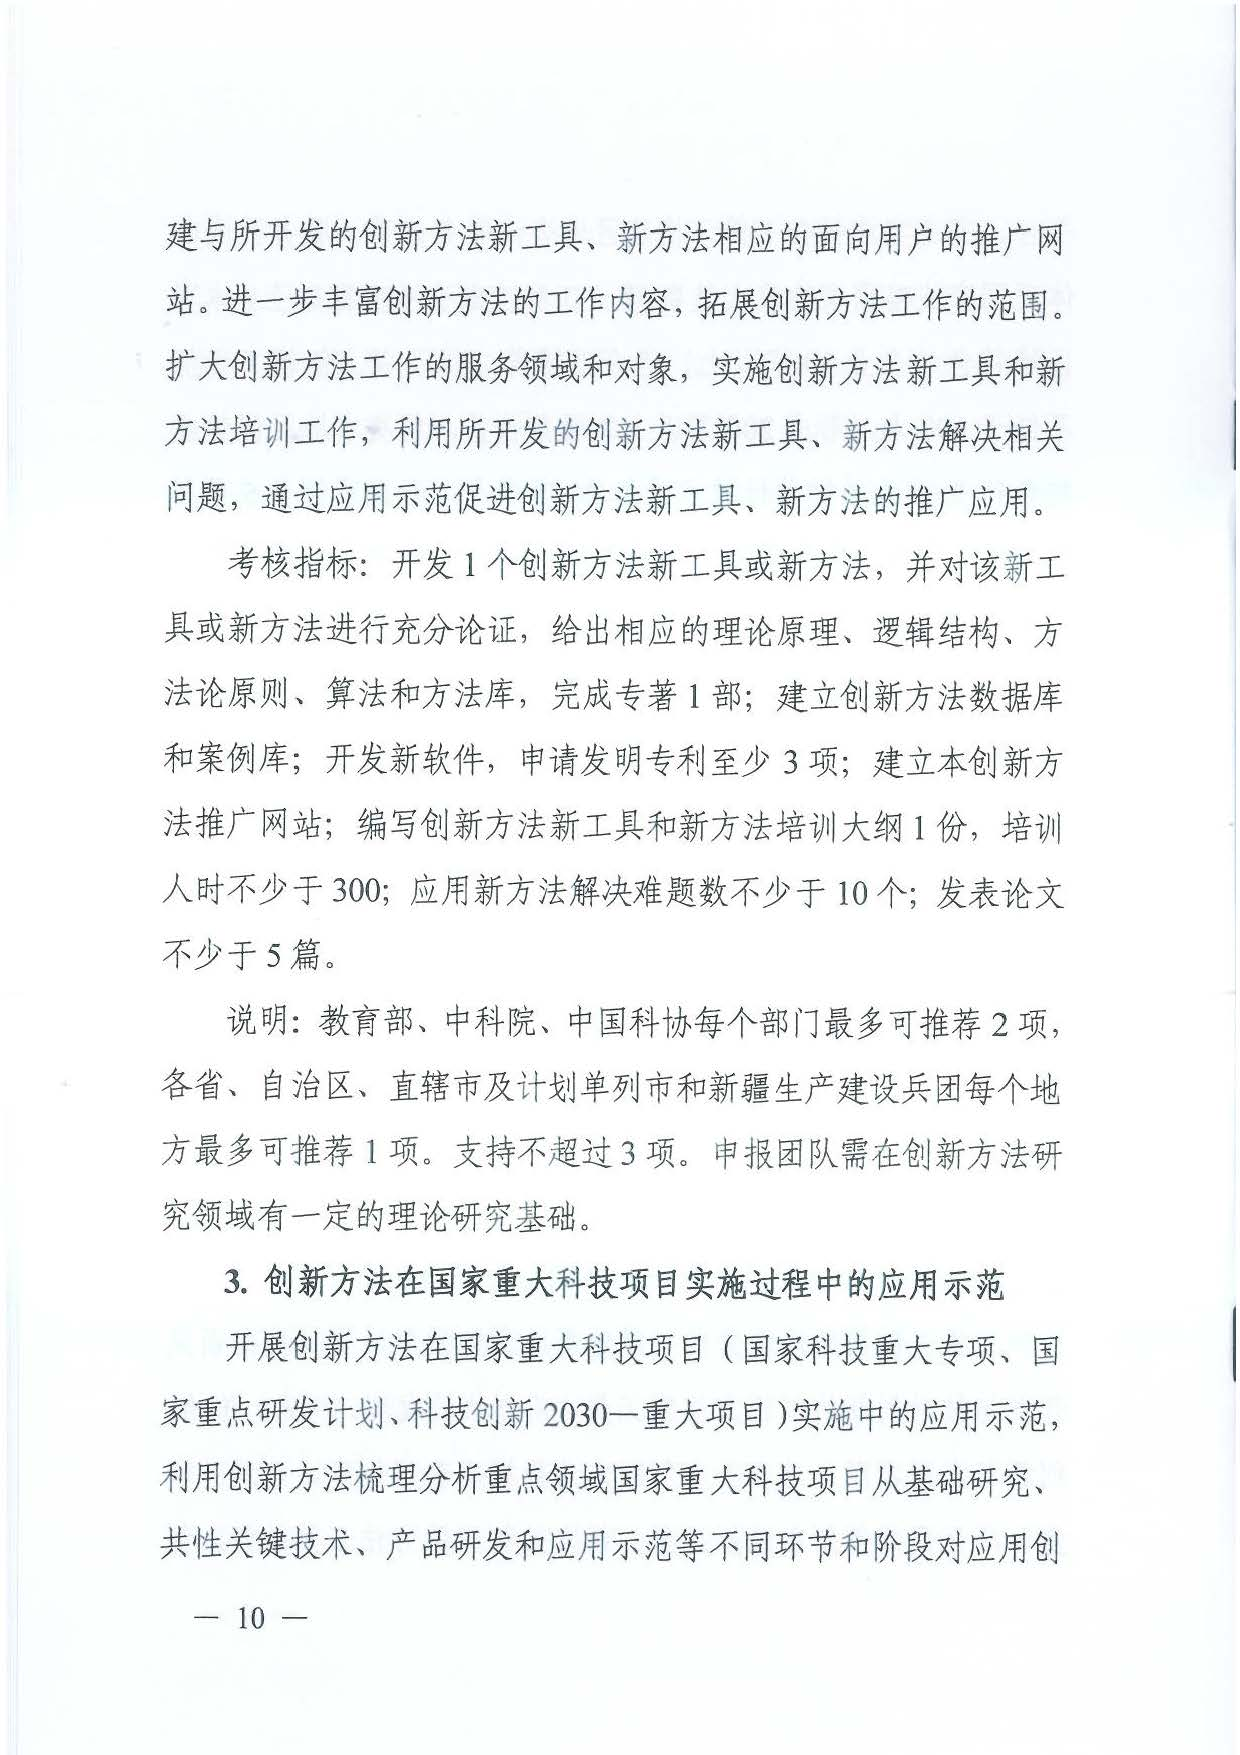 建与所开发的创新方法新工具、新方法相应的面向用户的推广网
站。进一步丰富创新方法的工作内容，拓展创新方法工作的范围。
扩大创新方法工作的服务领域和对象，实施创新方法新工具和新
方法培训工作，利用所开发的创新方法新工具、新方法解决相关
问题，通过应用示范促进创新方法新工具、新方法的推广应用。
考核指标：开发 1 个创新方法新工具或新方法，并对该新工
具或新方法进行充分论证，给出相应的理论原理、逻辑结构、方
法论原则、算法和方法库，完成专著 1 部；建立创新方法数据库
和案例库；开发新软件，申请发明专利至少 3 项；建立本创新方
法推广网站；编写创新方法新工具和新方法培训大纲 1 份，培训
人时不少于 300；应用新方法解决难题数不少于 10 个；发表论文
不少于 5 篇。
说明：教育部、中科院、中国科协每个部门最多可推荐 2 项，
各省、自治区、直辖市及计划单列市和新疆生产建设兵团每个地
方最多可推荐 1 项。支持不超过 3 项。申报团队需在创新方法研
究领域有一定的理论研究基础。
3. 创新方法在国家重大科技项目实施过程中的应用示范
开展创新方法在国家重大科技项目（国家科技重大专项、国
家重点研发计划、科技创新 2030—重大项目）实施中的应用示范，
利用创新方法梳理分析重点领域国家重大科技项目从基础研究、
共性关键技术、产品研发和应用示范等不同环节和阶段对应用创
— 10 —